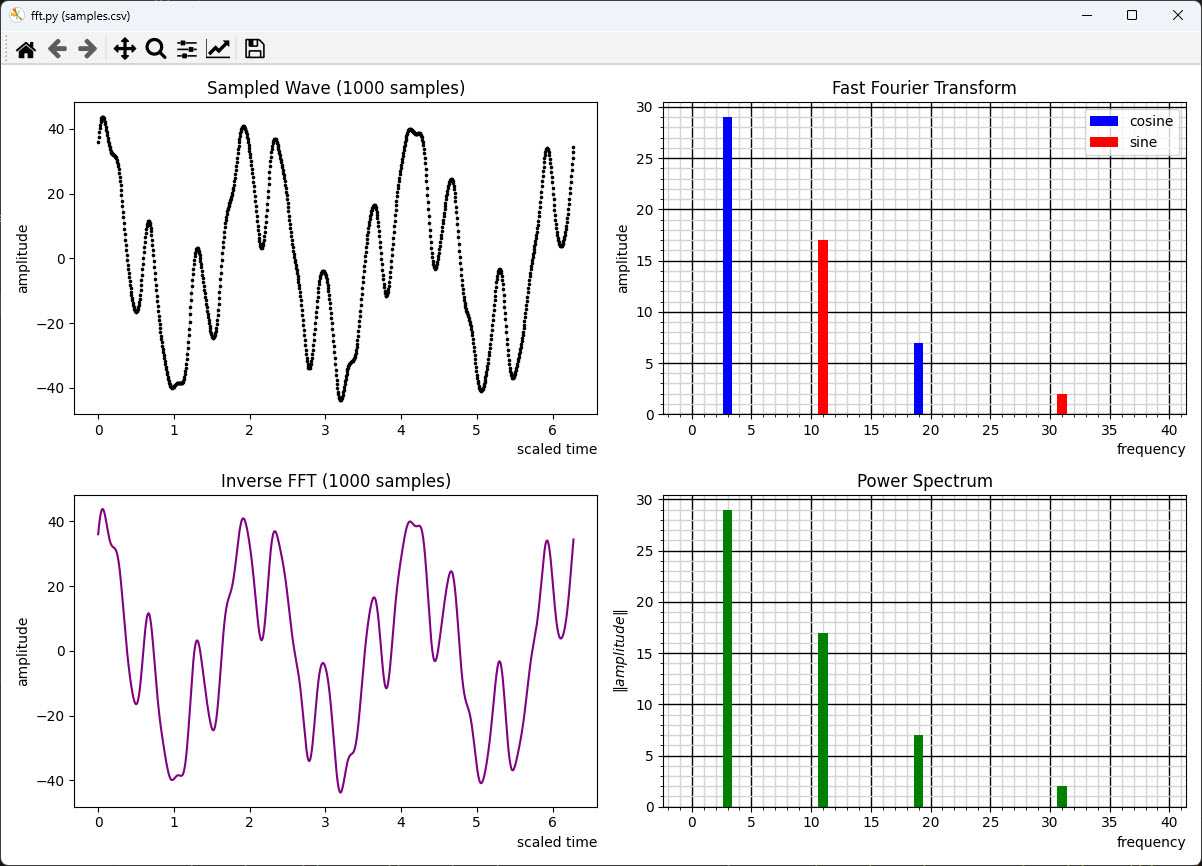 fft.py (samples.csv)
Sampled Wave (1000 samples)
amplitude
40
20
0
−20
−40
0 1 2 3 4 5 6
scaled time
Fast Fourier Transform
amplitude
30
25
20
15
10
5
0
cosine
sine
0 5 10 15 20 25 30 35 40
frequency
Inverse FFT (1000 samples)
amplitude
40
20
0
−20
−40
0 1 2 3 4 5 6
scaled time
Power Spectrum
||amplitude||
30
25
20
15
10
5
0
0 5 10 15 20 25 30 35 40
frequency